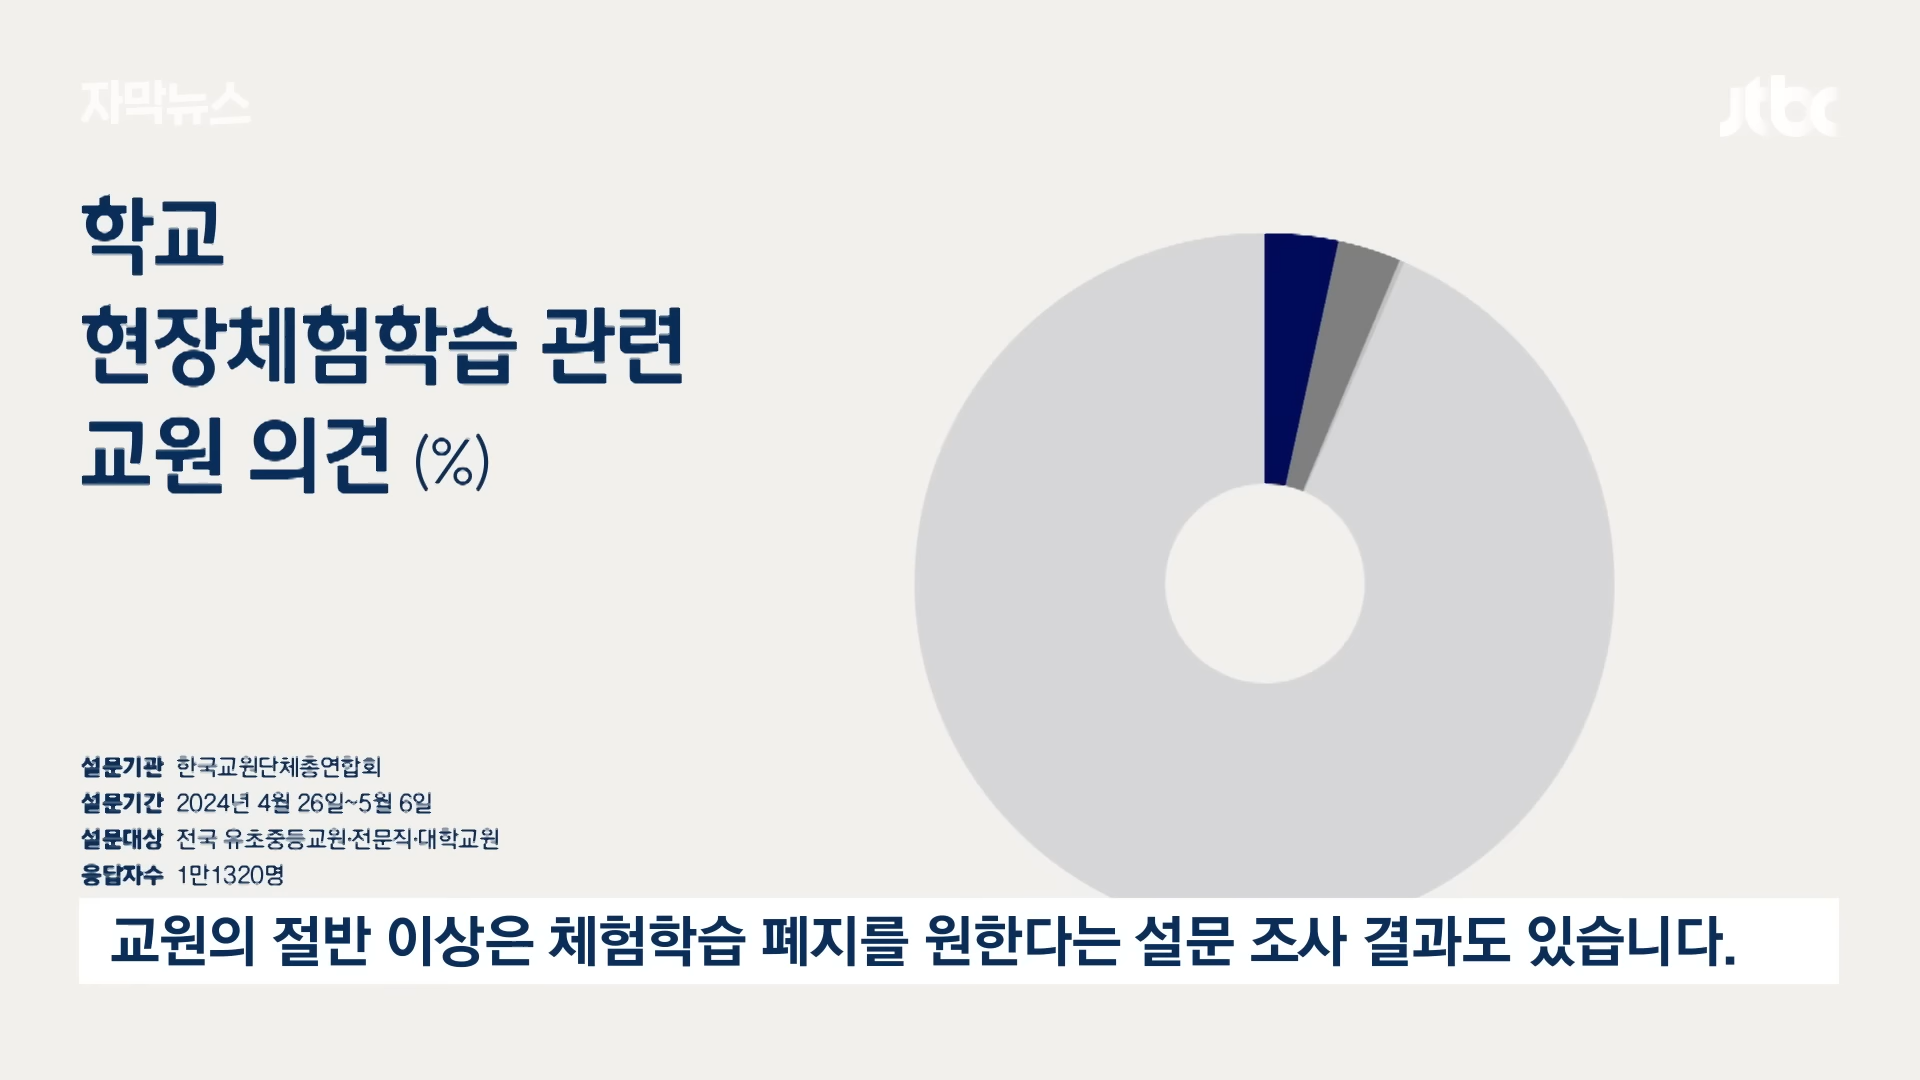 자막뉴스
jtbc
학교
현장체험학습 관련
교원 의견 (%)
설문기관 한국교원단체총연합회
설문기간 2024년 4월 26일~5월 6일
설문대상 전국 유초중등교원·전문직·대학교원
응답자수 1만1320명
교원의 절반 이상은 체험학습 폐지를 원한다는 설문 조사 결과도 있습니다.